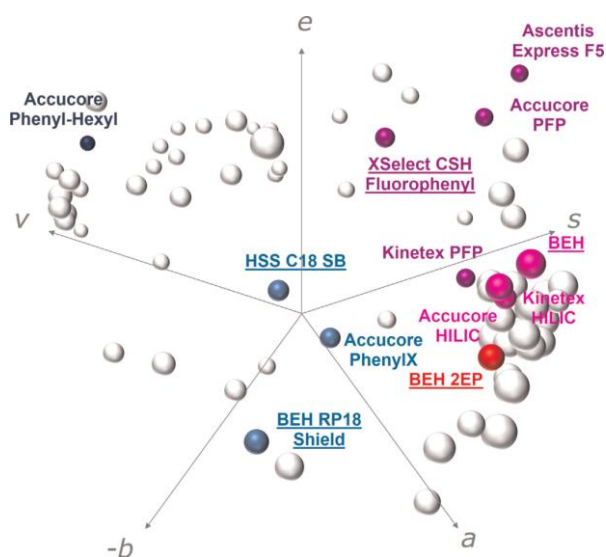 e
Ascentis
Express F5
Accucore
Phenyl-Hexyl
Accucore
PFP
XSelect CSH
Fluorophenyl
v
s
HSS C18 SB
Kinetex PFP
BEH
Accucore
HILIC
Kinetex
HILIC
Accucore
PhenylX
BEH 2EP
BEH RP18
Shield
-b
a